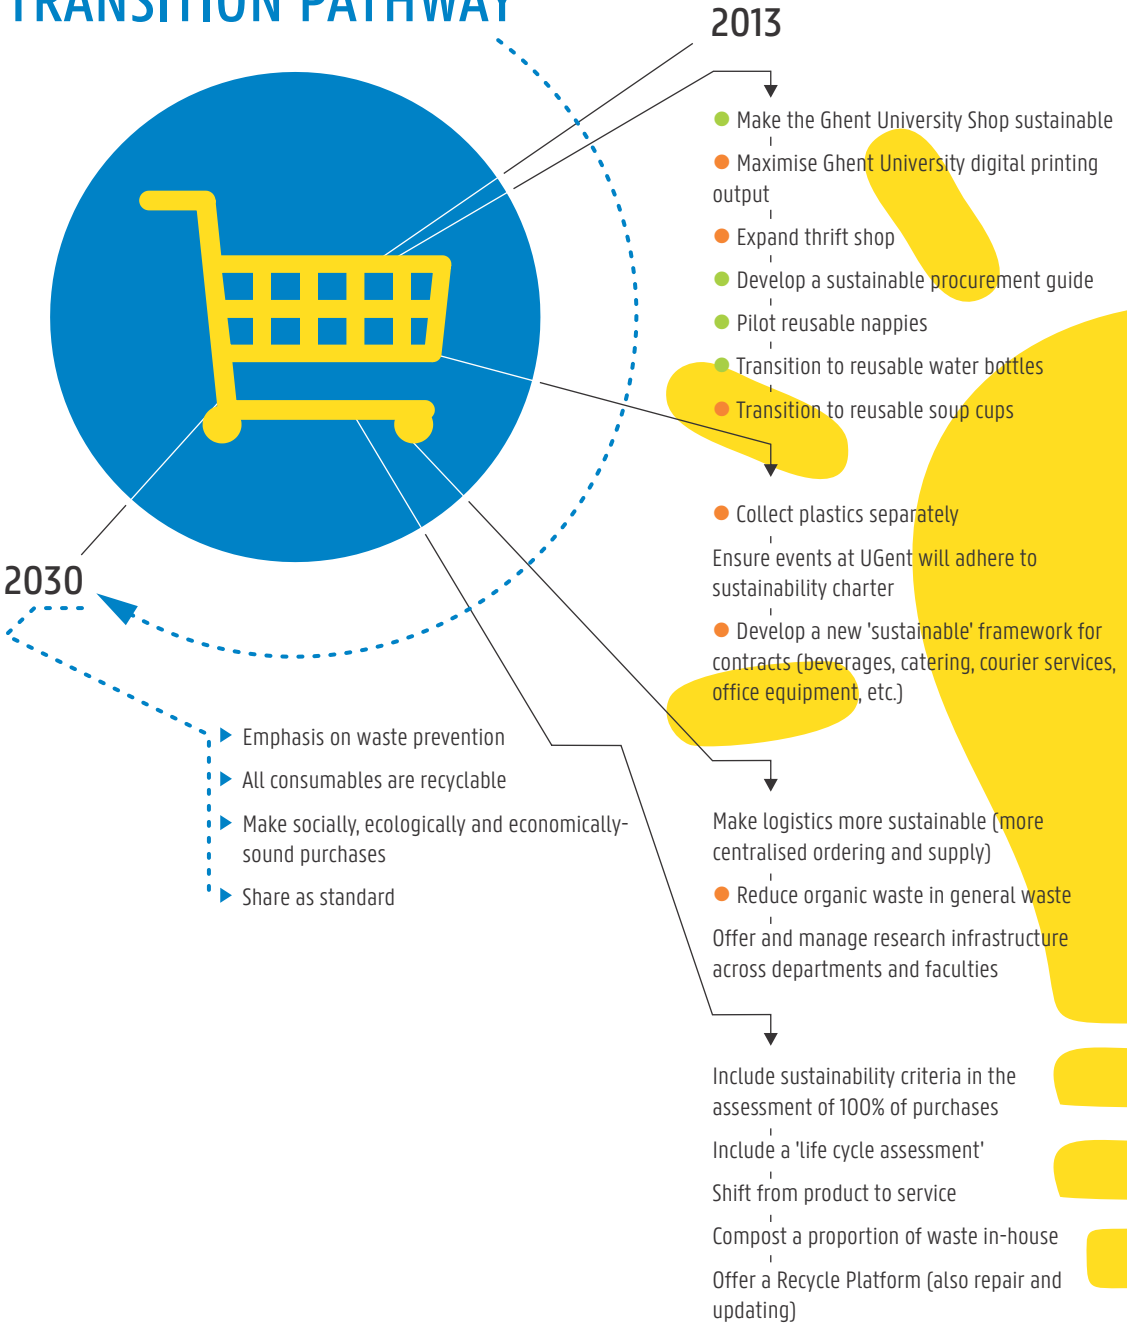 TRANSITION PATHWAY
2013
Make the Ghent University Shop sustainable
Maximise Ghent University digital printing
output
Expand thrift shop
Develop a sustainable procurement guide
Pilot reusable nappies
Transition to reusable water bottles
Transition to reusable soup cups
Collect plastics separately
Ensure events at UGent will adhere to
sustainability charter
Develop a new 'sustainable' framework for
contracts (beverages, catering, courier services,
office equipment, etc.)
Make logistics more sustainable (more
centralised ordering and supply)
Reduce organic waste in general waste
Offer and manage research infrastructure
across departments and faculties
Include sustainability criteria in the
assessment of 100% of purchases
Include a 'life cycle assessment'
Shift from product to service
Compost a proportion of waste in-house
Offer a Recycle Platform (also repair and
updating)
2030
Emphasis on waste prevention
All consumables are recyclable
Make socially, ecologically and economically-
sound purchases
Share as standard